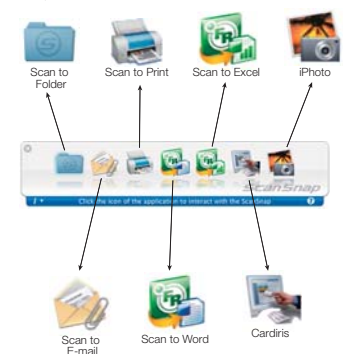 Scan to
Folder
Scan to Print
Scan to Excel
iPhoto
ScanSnap
Click the icon of the application to interact with the ScanSnap
Scan to
E-mail
Scan to Word
Cardiris